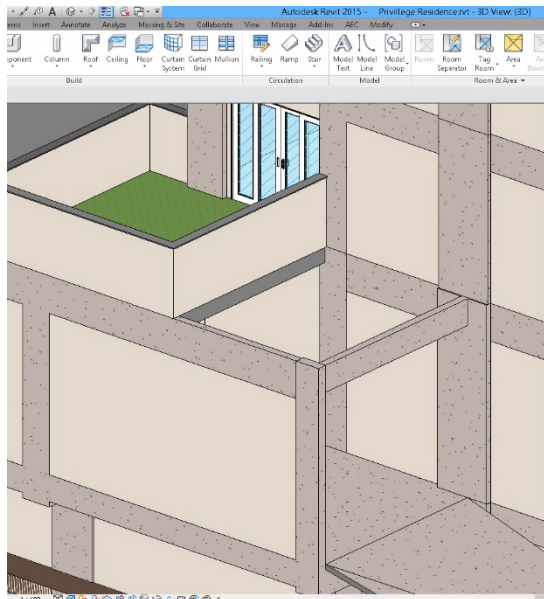 Autodesk Revit 2015 - Privillege Residence.rvt - 3D View: {3D}
Insert Annotate Analyze Massing & Site Collaborate View Manage Add-Ins AEC Modify
Column Roof Ceiling Floor Curtain System Curtain Grid Mullion Railing Ramp Stair Model Text Model Line Model Group Room Room Separator Tag Room Area
Build Circulation Model Room & Area